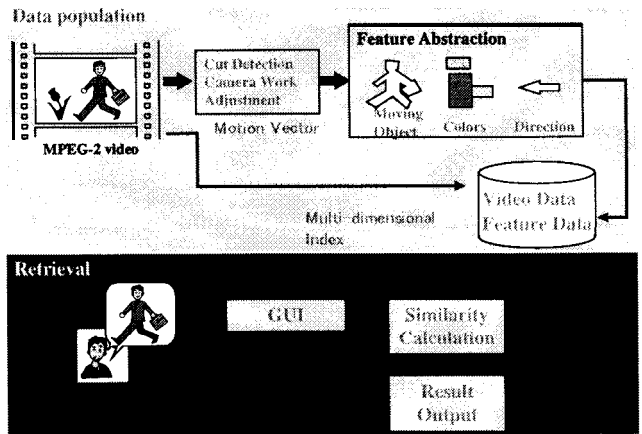 Data population
Cut Detection
Camera Work
Adjustment
Motion Vector
Feature Abstraction
Moving
Object
Colors
Direction
MPEG-2 video
Multi-dimensional
Index
Video Data
Feature Data
Retrieval
GUI
Similarity
Calculation
Result
Output